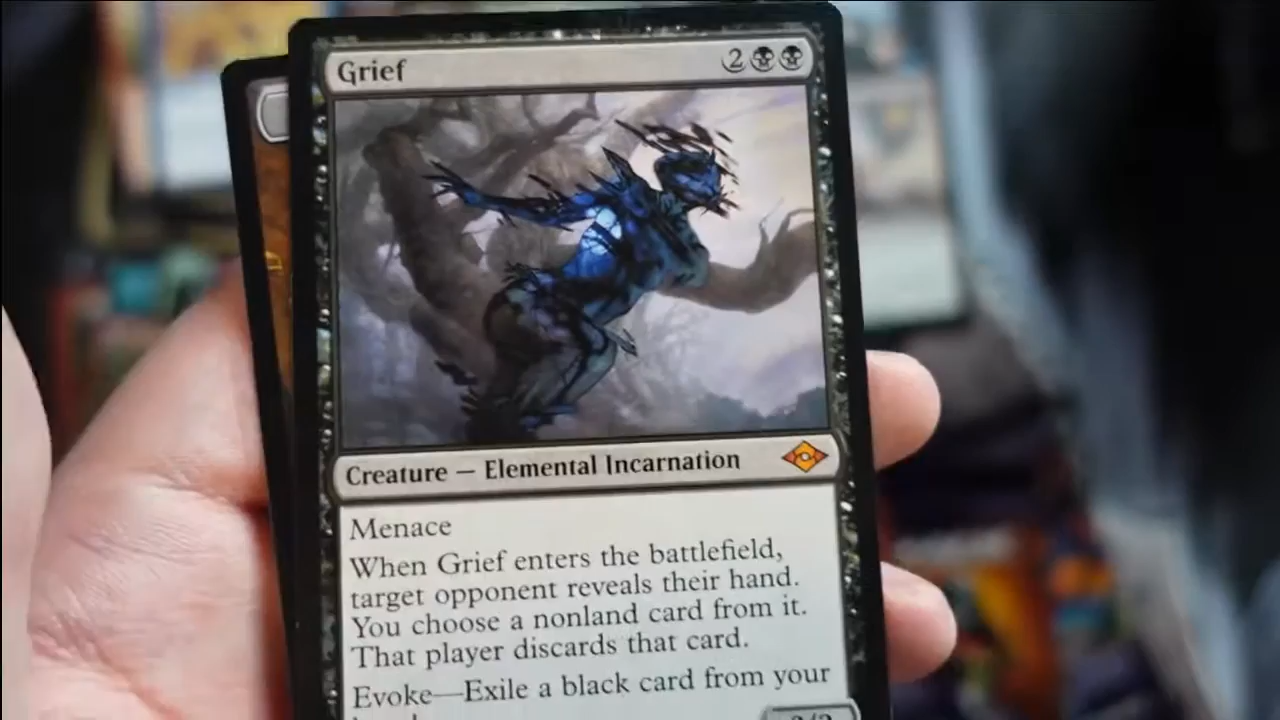 Grief 2
Creature — Elemental Incarnation
Menace
When Grief enters the battlefield,
target opponent reveals their hand.
You choose a nonland card from it.
That player discards that card.
Evoke—Exile a black card from your